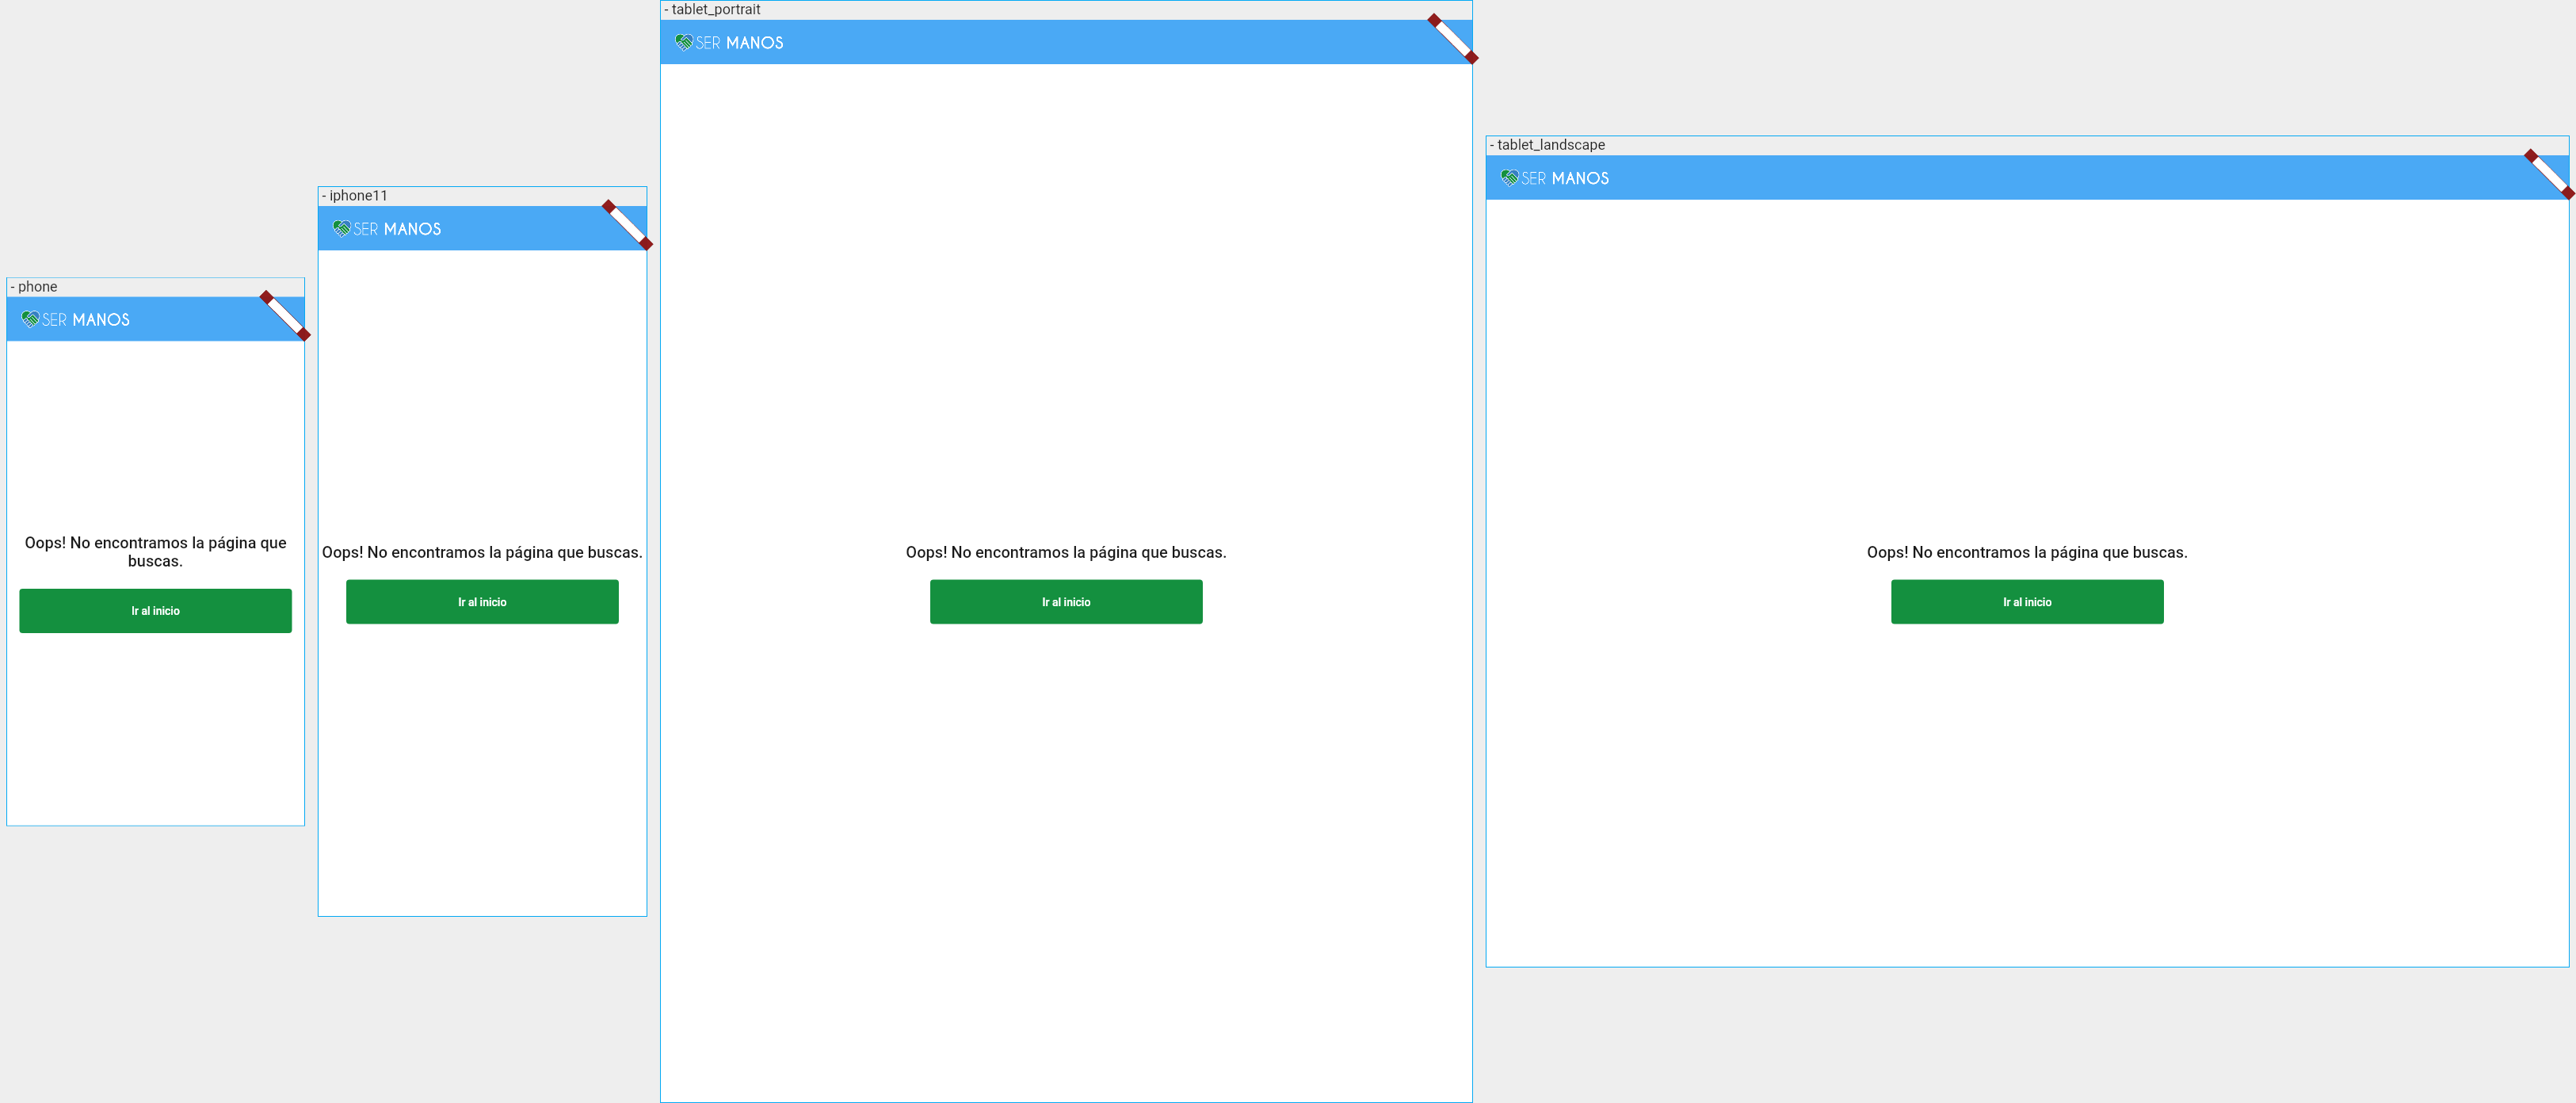 - phone
SER MANOS
Oops! No encontramos la página que
buscas.
Ir al inicio
- iphone11
SER MANOS
Oops! No encontramos la página que buscas.
Ir al inicio
- tablet_portrait
SER MANOS
Oops! No encontramos la página que buscas.
Ir al inicio
- tablet_landscape
SER MANOS
Oops! No encontramos la página que buscas.
Ir al inicio